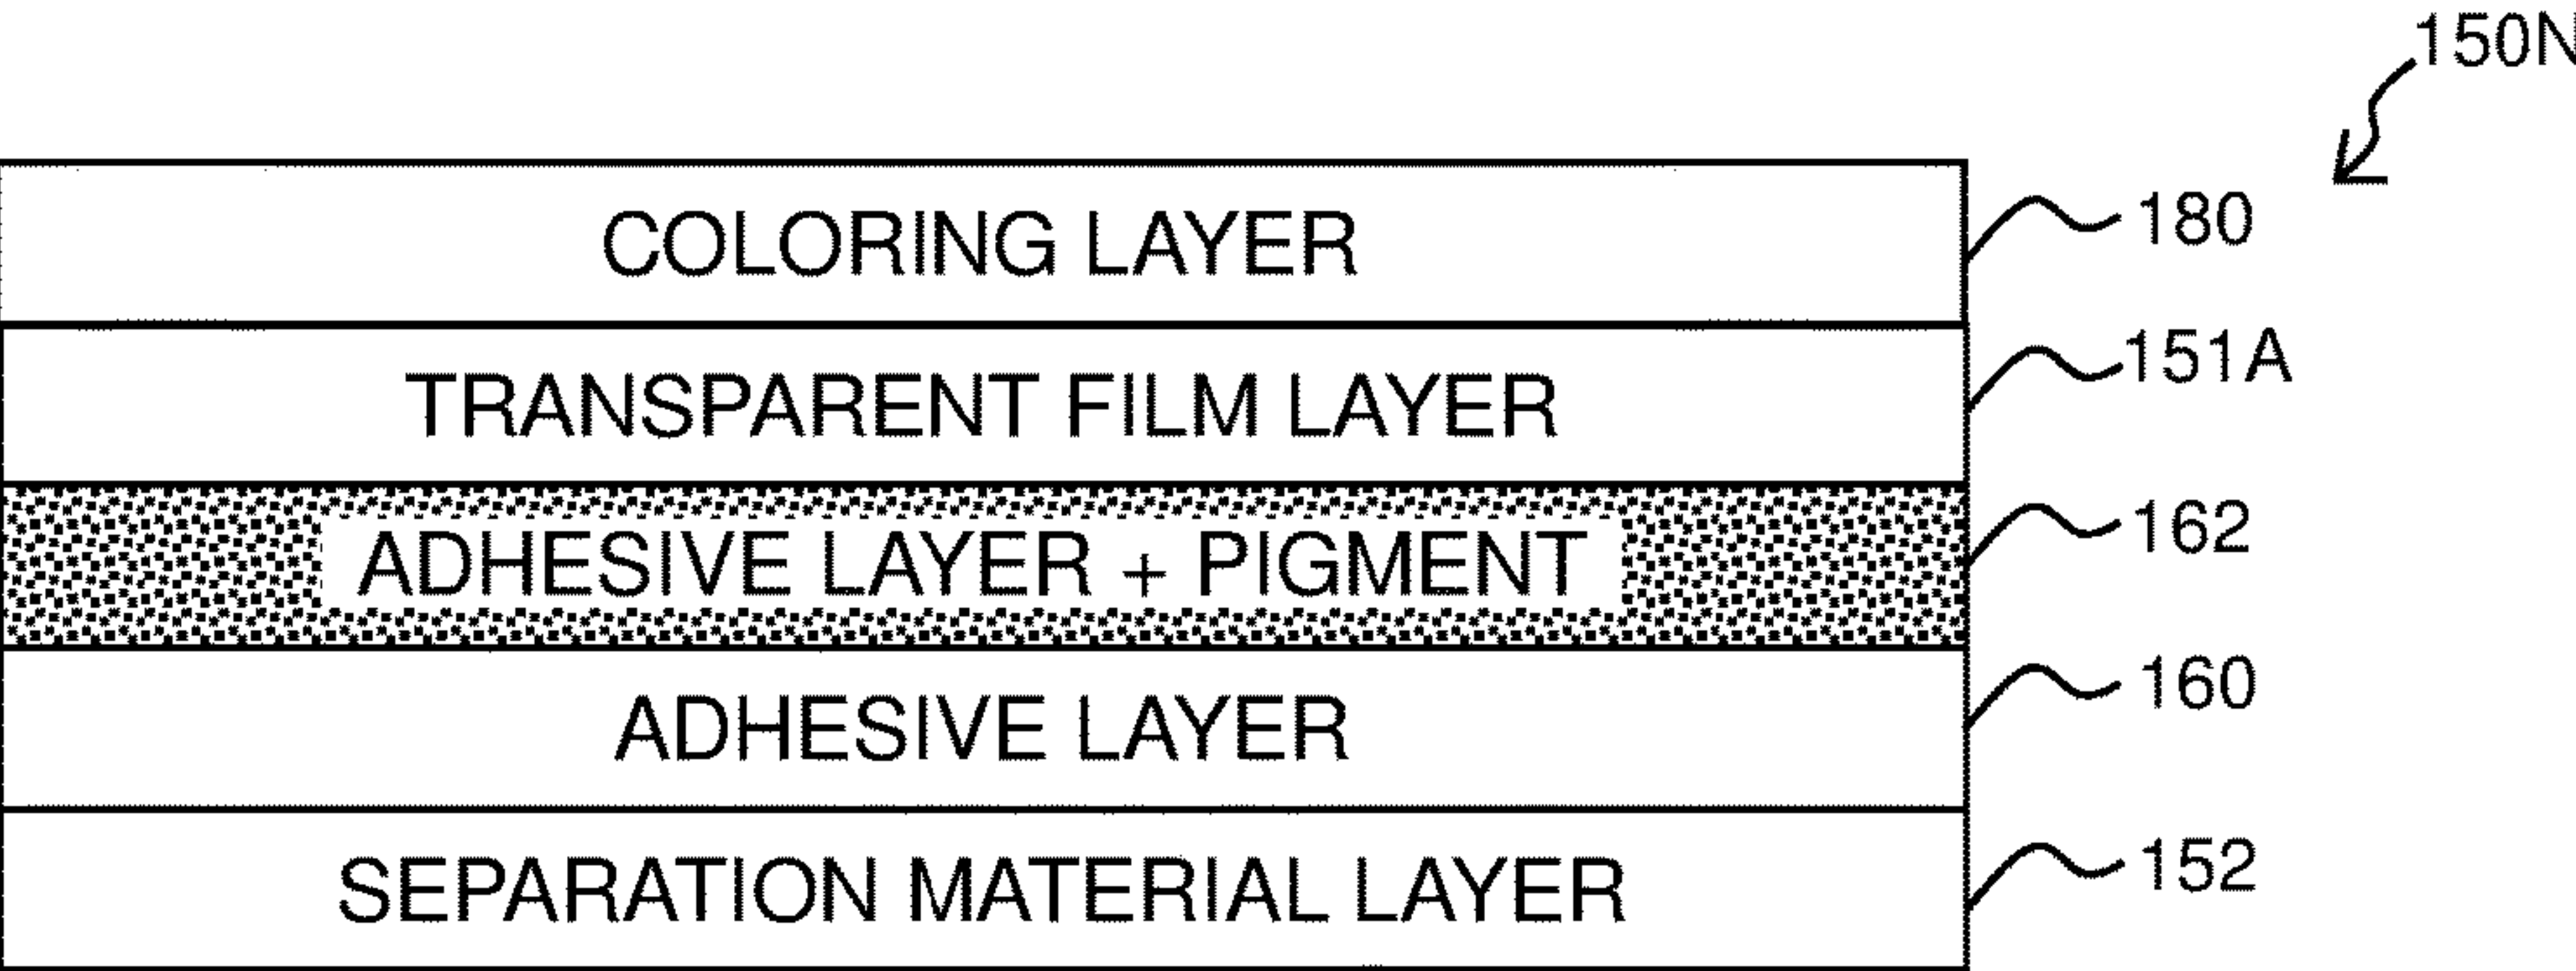 150N
COLORING LAYER 180
TRANSPARENT FILM LAYER 151A
ADHESIVE LAYER + PIGMENT 162
ADHESIVE LAYER 160
SEPARATION MATERIAL LAYER 152